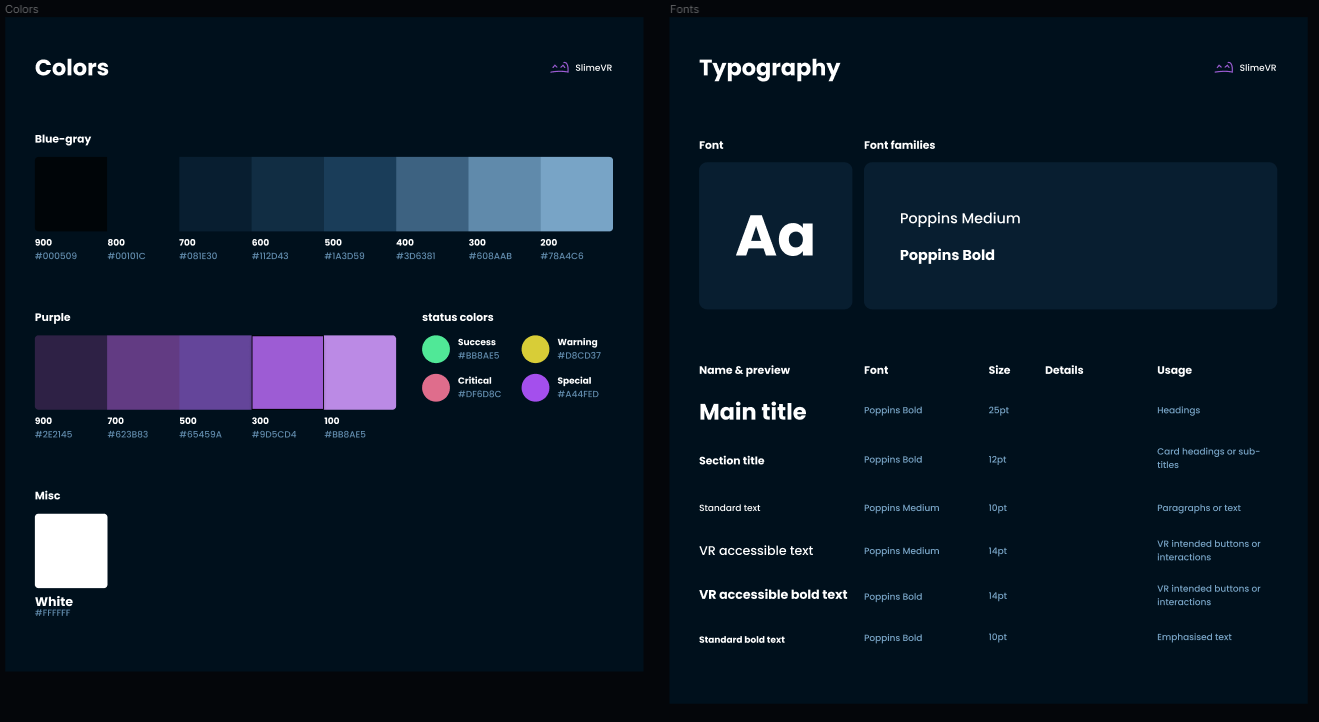 Colors
Colors
SlimeVR
Blue-gray
900 800 700 600 500 400 300 200
#000509 #00101C #081E30 #112D43 #1A3D59 #3D6381 #608AAB #78A4C6
Purple
900 700 500 300 100
#2E2145 #623B83 #65459A #9D5CD4 #BB8AE5
status colors
Success
#BB8AE5
Warning
#D8CD37
Critical
#DF6D8C
Special
#A44FED
Misc
White
#FFFFFF
Fonts
Typography
SlimeVR
Font
Aa
Font families
Poppins Medium
Poppins Bold
Name & preview Font Size Details Usage
Main title Poppins Bold 25pt Headings
Section title Poppins Bold 12pt Card headings or sub-
titles
Standard text Poppins Medium 10pt Paragraphs or text
VR accessible text Poppins Medium 14pt VR intended buttons or
interactions
VR accessible bold text Poppins Bold 14pt VR intended buttons or
interactions
Standard bold text Poppins Bold 10pt Emphasised text